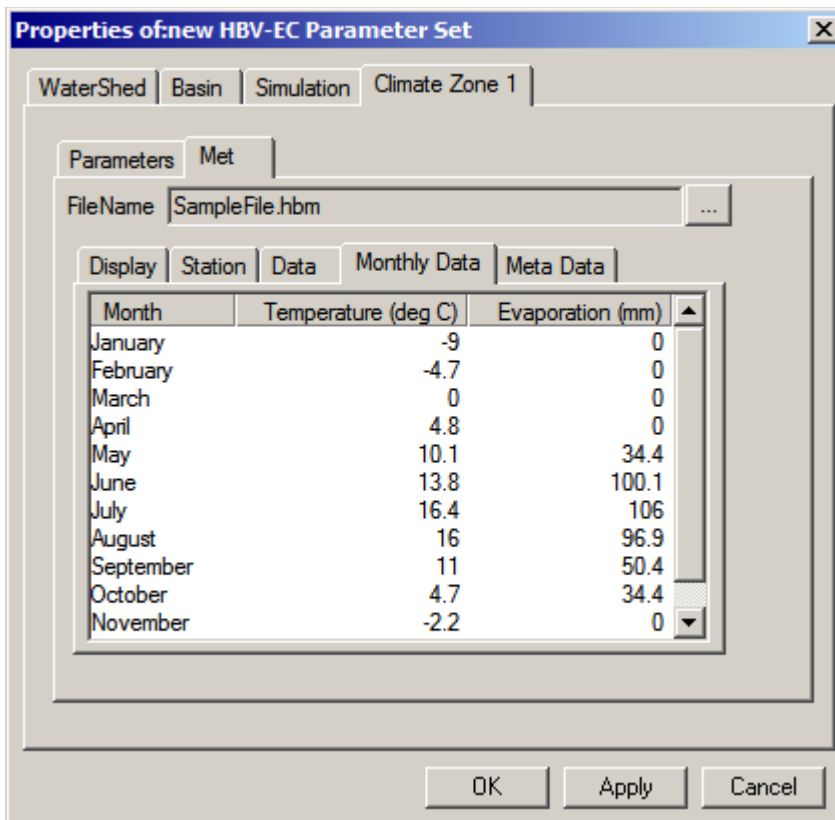 Properties of:new HBV-EC Parameter Set
WaterShed Basin Simulation Climate Zone 1
Parameters Met
FileName SampleFile.hbm ...
Display Station Data Monthly Data Meta Data
Month Temperature (deg C) Evaporation (mm)
January -9 0
February -4.7 0
March 0 0
April 4.8 0
May 10.1 34.4
June 13.8 100.1
July 16.4 106
August 16 96.9
September 11 50.4
October 4.7 34.4
November -2.2 0
OK Apply Cancel